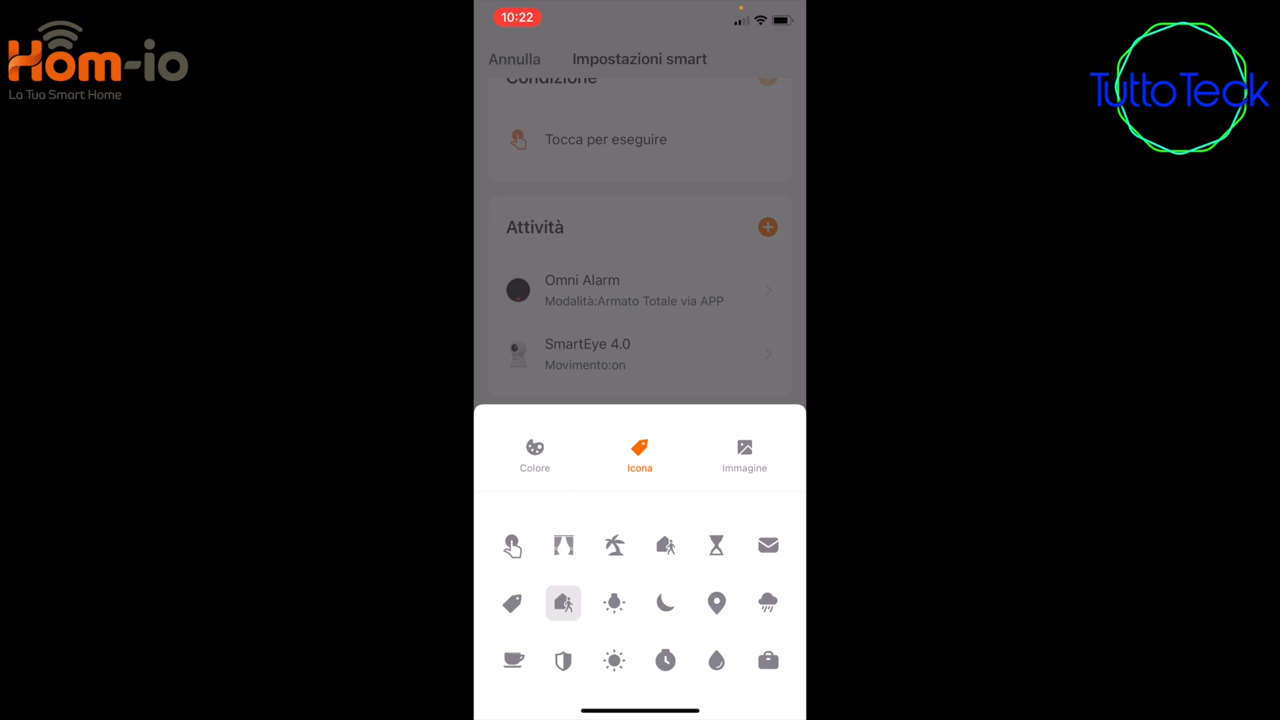 Hom-io
La Tua Smart Home
TuttoTeck
10:22
Annulla
Impostazioni smart
Condizione
Tocca per eseguire
Attività
Omni Alarm
Modalità:Armato Totale via APP
SmartEye 4.0
Movimento:on
Colore
Icona
Immagine